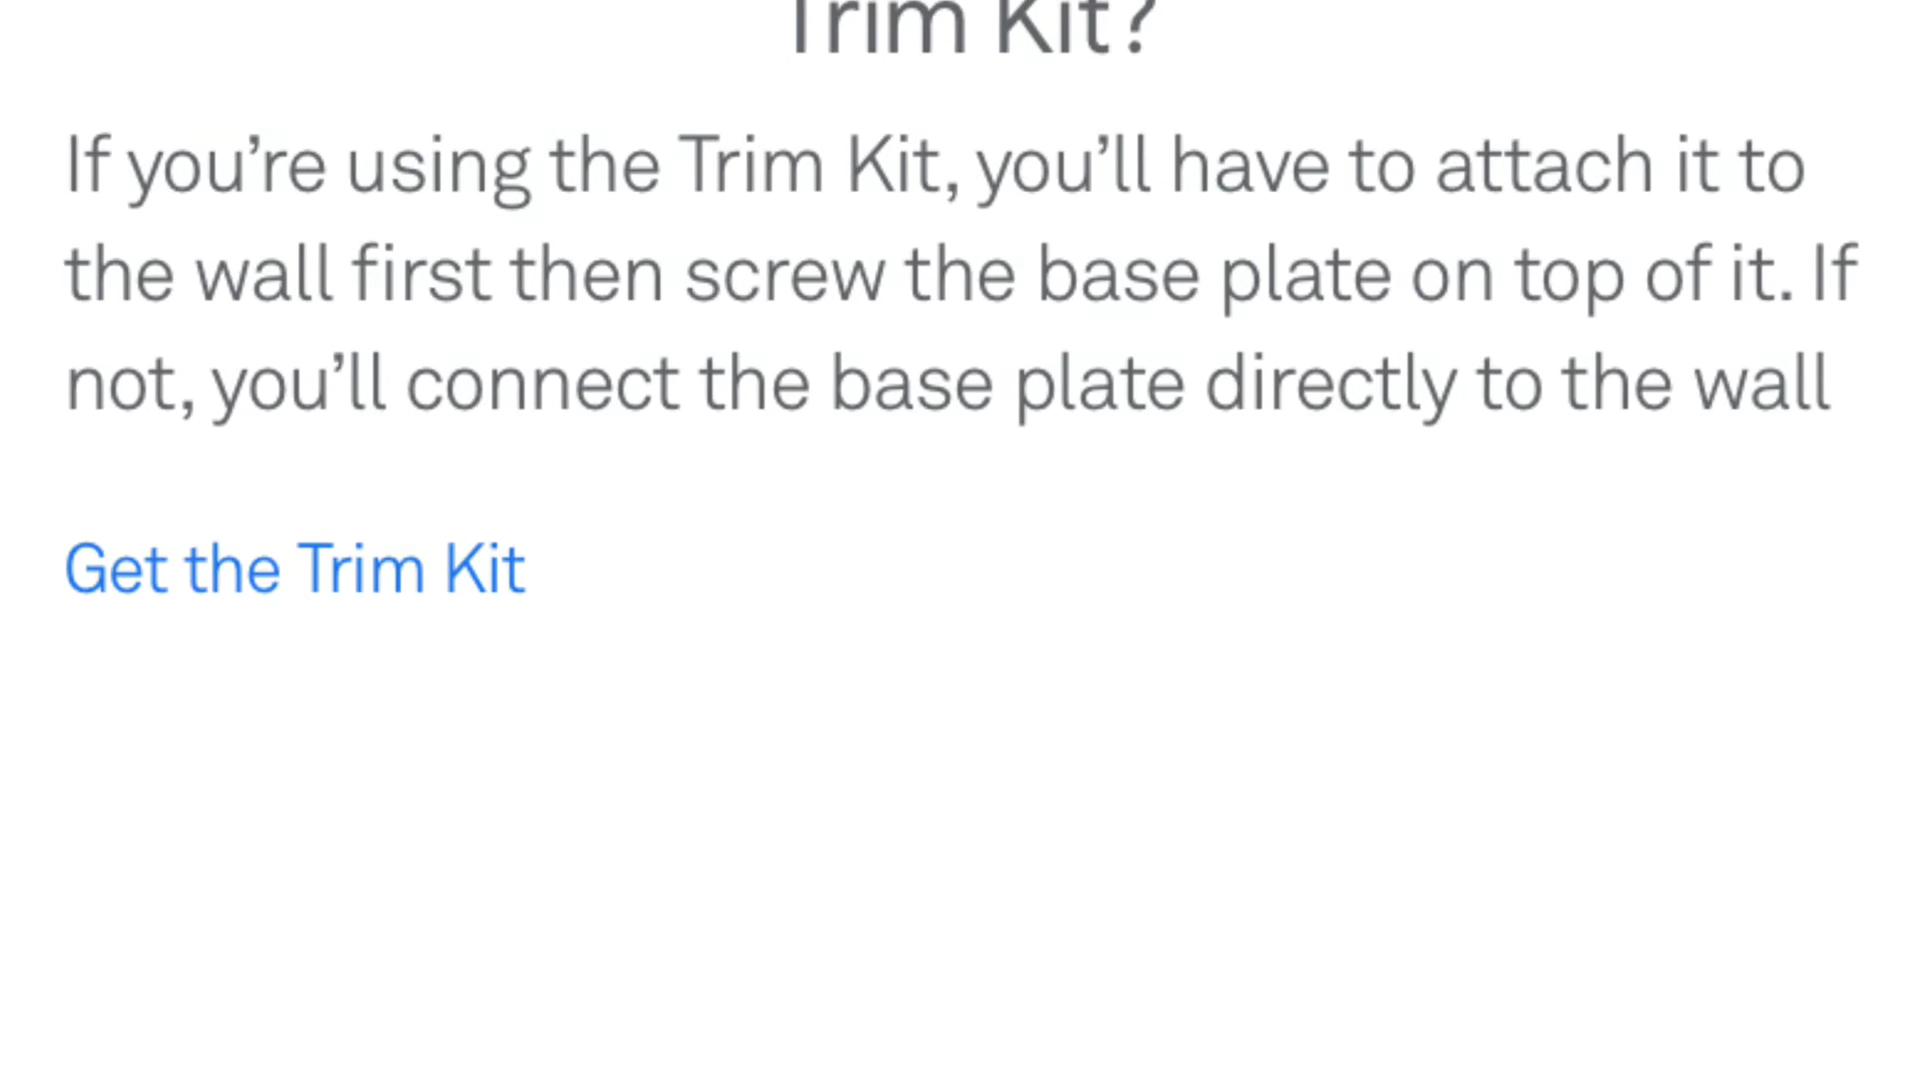 Trim Kit?
If you’re using the Trim Kit, you’ll have to attach it to
the wall first then screw the base plate on top of it. If
not, you’ll connect the base plate directly to the wall
Get the Trim Kit